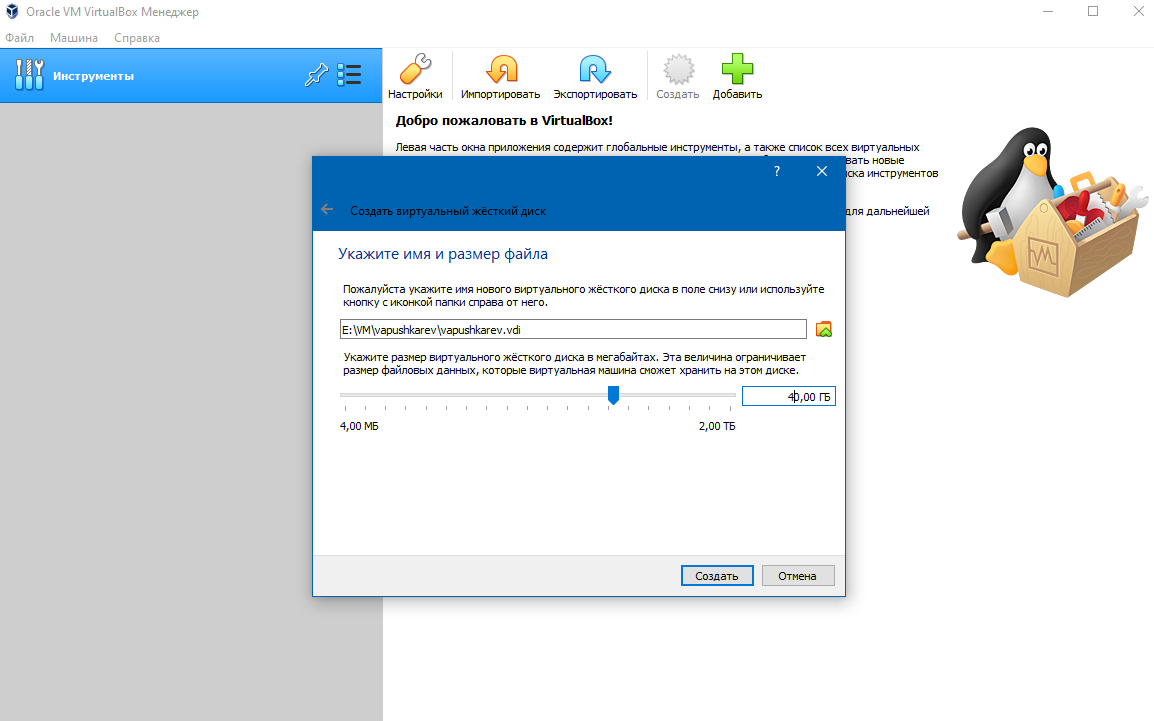 Oracle VM VirtualBox Менеджер
Файл Машина Справка
Инструменты
Настройки Импортировать Экспортировать Создать Добавить
Добро пожаловать в VirtualBox!
Левая часть окна приложения содержит глобальные инструменты, а также список всех виртуальных
вать новые
иска инструментов
для дальнейшей
?
Создать виртуальный жёсткий диск
Укажите имя и размер файла
Пожалуйста укажите имя нового виртуального жёсткого диска в поле снизу или используйте
кнопку с иконкой папки справа от него.
E:\VM\vapushkarev\vapushkarev.vdi
Укажите размер виртуального жёсткого диска в мегабайтах. Эта величина ограничивает
размер файловых данных, которые виртуальная машина сможет хранить на этом диске.
40,00 ГБ
4,00 МБ 2,00 ТБ
Создать Отмена